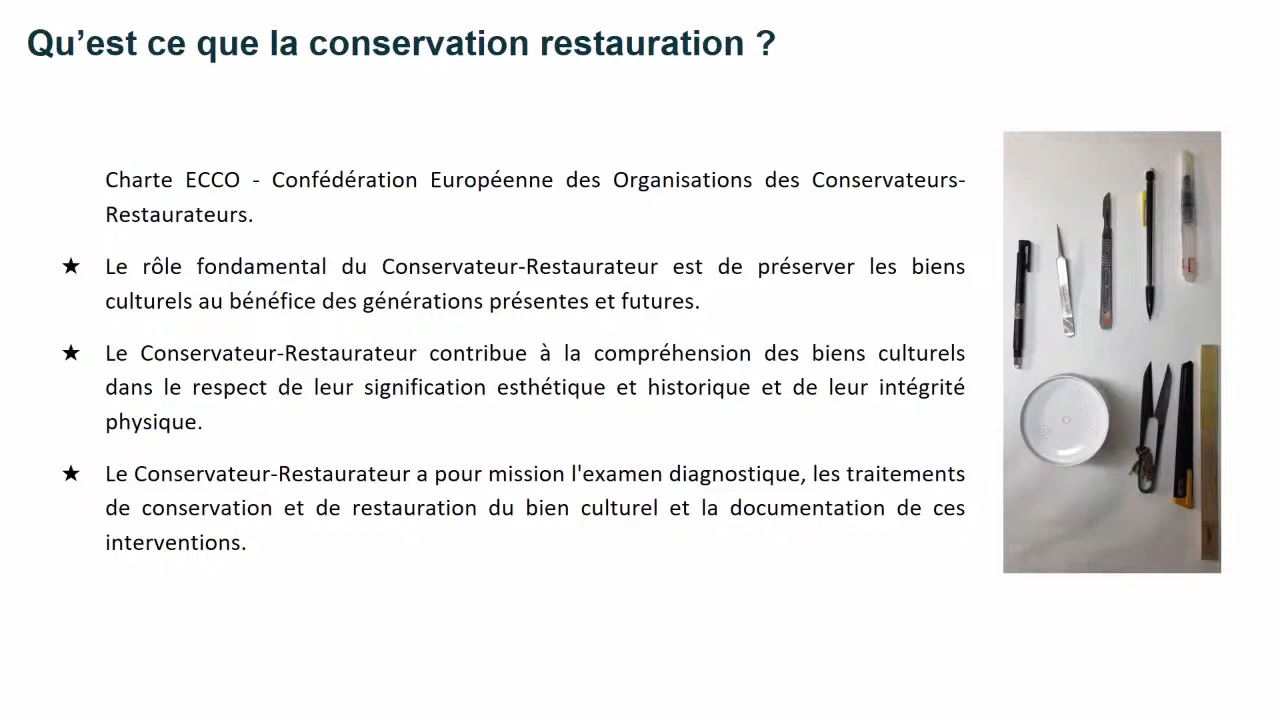 Qu’est ce que la conservation restauration ?
Charte ECCO - Confédération Européenne des Organisations des Conservateurs-
Restaurateurs.
★ Le rôle fondamental du Conservateur-Restaurateur est de préserver les biens
culturels au bénéfice des générations présentes et futures.
★ Le Conservateur-Restaurateur contribue à la compréhension des biens culturels
dans le respect de leur signification esthétique et historique et de leur intégrité
physique.
★ Le Conservateur-Restaurateur a pour mission l'examen diagnostique, les traitements
de conservation et de restauration du bien culturel et la documentation de ces
interventions.